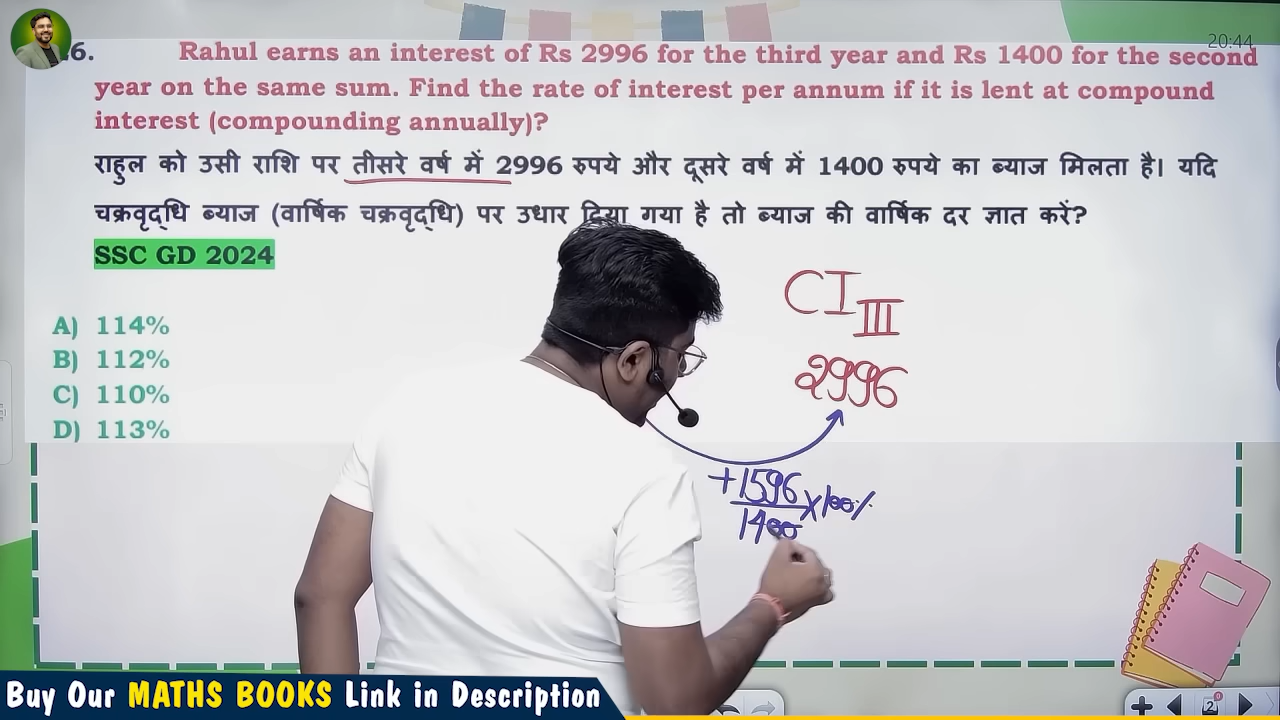 20:44
6. Rahul earns an interest of Rs 2996 for the third year and Rs 1400 for the second
year on the same sum. Find the rate of interest per annum if it is lent at compound
interest (compounding annually)?
राहुल को उसी राशि पर तीसरे वर्ष में 2996 रुपये और दूसरे वर्ष में 1400 रुपये का ब्याज मिलता है। यदि
चक्रवृद्धि ब्याज (वार्षिक चक्रवृद्धि) पर उधार दिया गया है तो ब्याज की वार्षिक दर ज्ञात करें?
SSC GD 2024
A) 114%
B) 112%
C) 110%
D) 113%
CI III
2996
+1596
1400
×100%
Buy Our MATHS BOOKS Link in Description
2